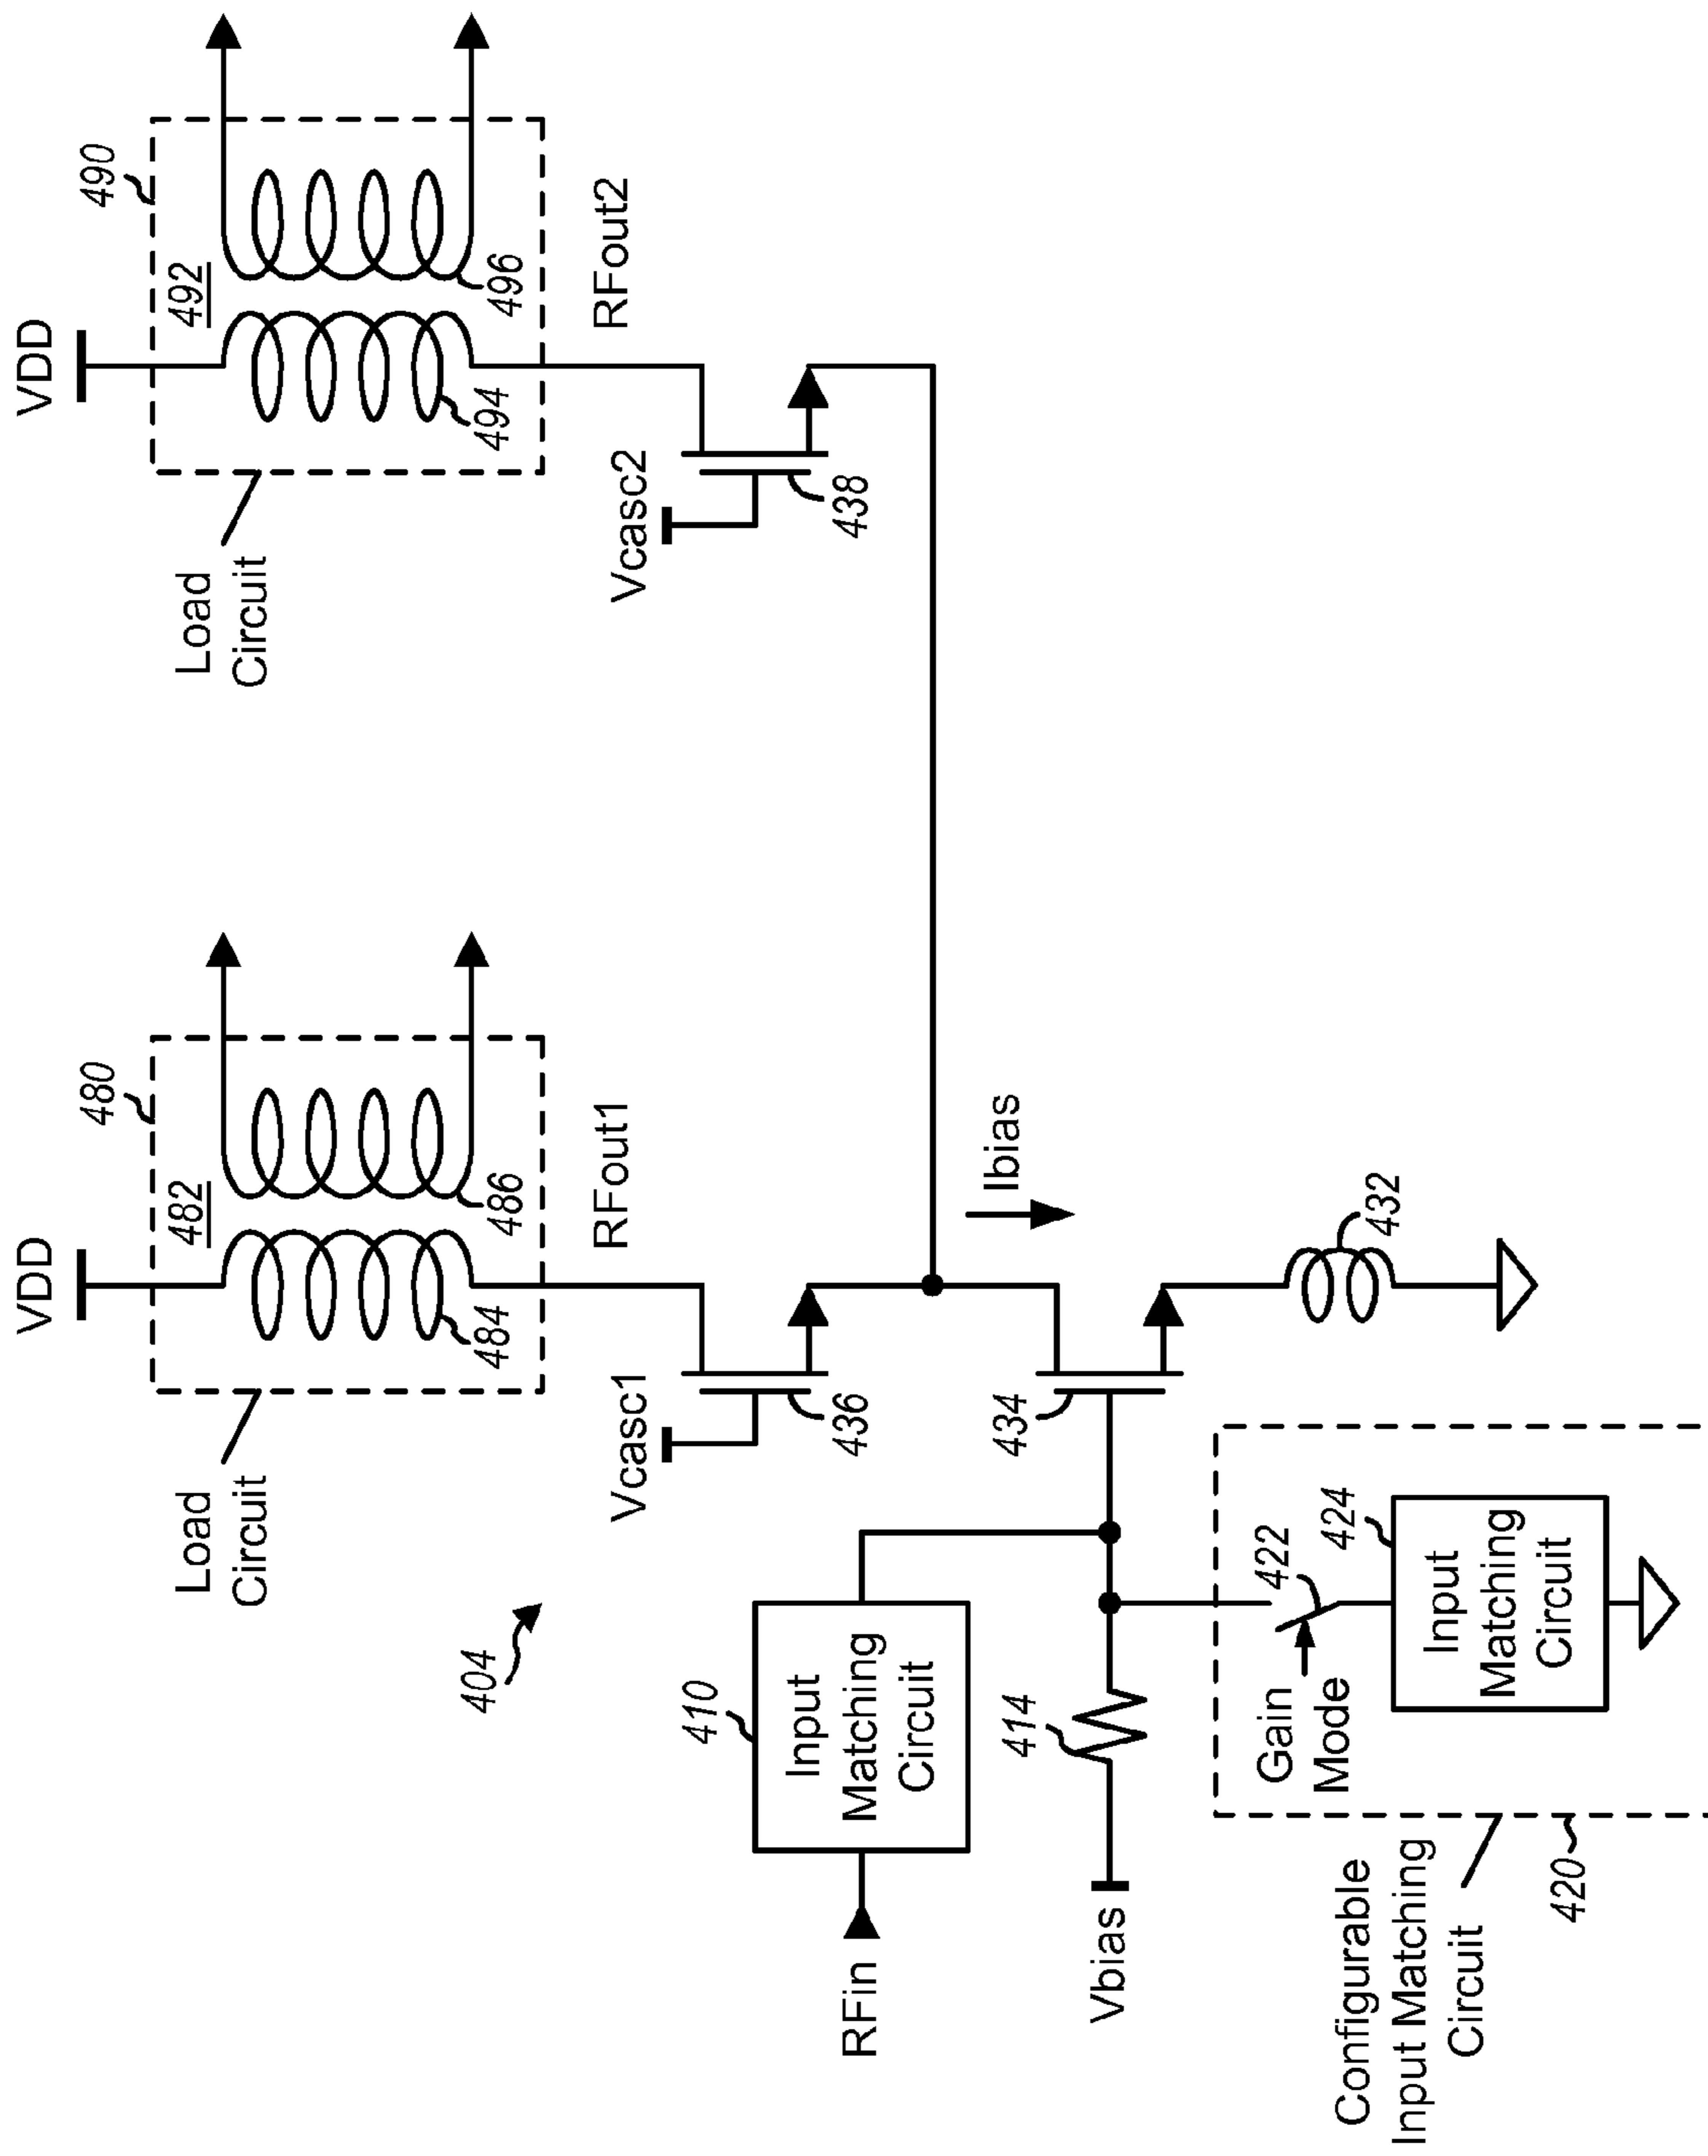 VDD
VDD
480
490
482
492
Load
Circuit
484
486
Load
Circuit
494
496
RFout1
RFout2
Vcasc1
436
Vcasc2
438
404
410
Input
Matching
Circuit
RFin
Ibias
434
414
Vbias
432
Gain
Mode
422
424
Input
Matching
Circuit
Configurable
Input Matching
Circuit
420